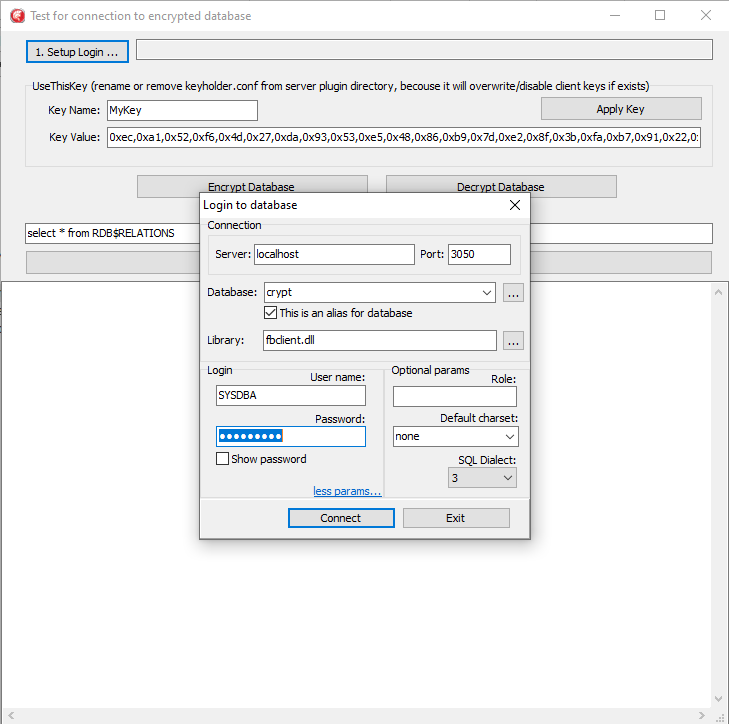 Test for connection to encrypted database
1. Setup Login ...
UseThisKey (rename or remove keyholder.conf from server plugin directory, becouse it will overwrite/disable client keys if exists)
Key Name: MyKey
Apply Key
Key Value: 0xec,0xa1,0x52,0xf6,0x4d,0x27,0xda,0x93,0x53,0xe5,0x48,0x86,0xb9,0x7d,0xe2,0x8f,0x3b,0xfa,0xb7,0x91,0x22,0
Encrypt Database
Decrypt Database
select * from RDB$RELATIONS
Login to database
Connection
Server: localhost
Port: 3050
Database: crypt
...
This is an alias for database
Library: fbclient.dll
...
Login
Optional params
User name:
SYSDBA
Role:
Password:
●●●●●●●●●
Default charset:
none
Show password
SQL Dialect:
3
less params...
Connect
Exit